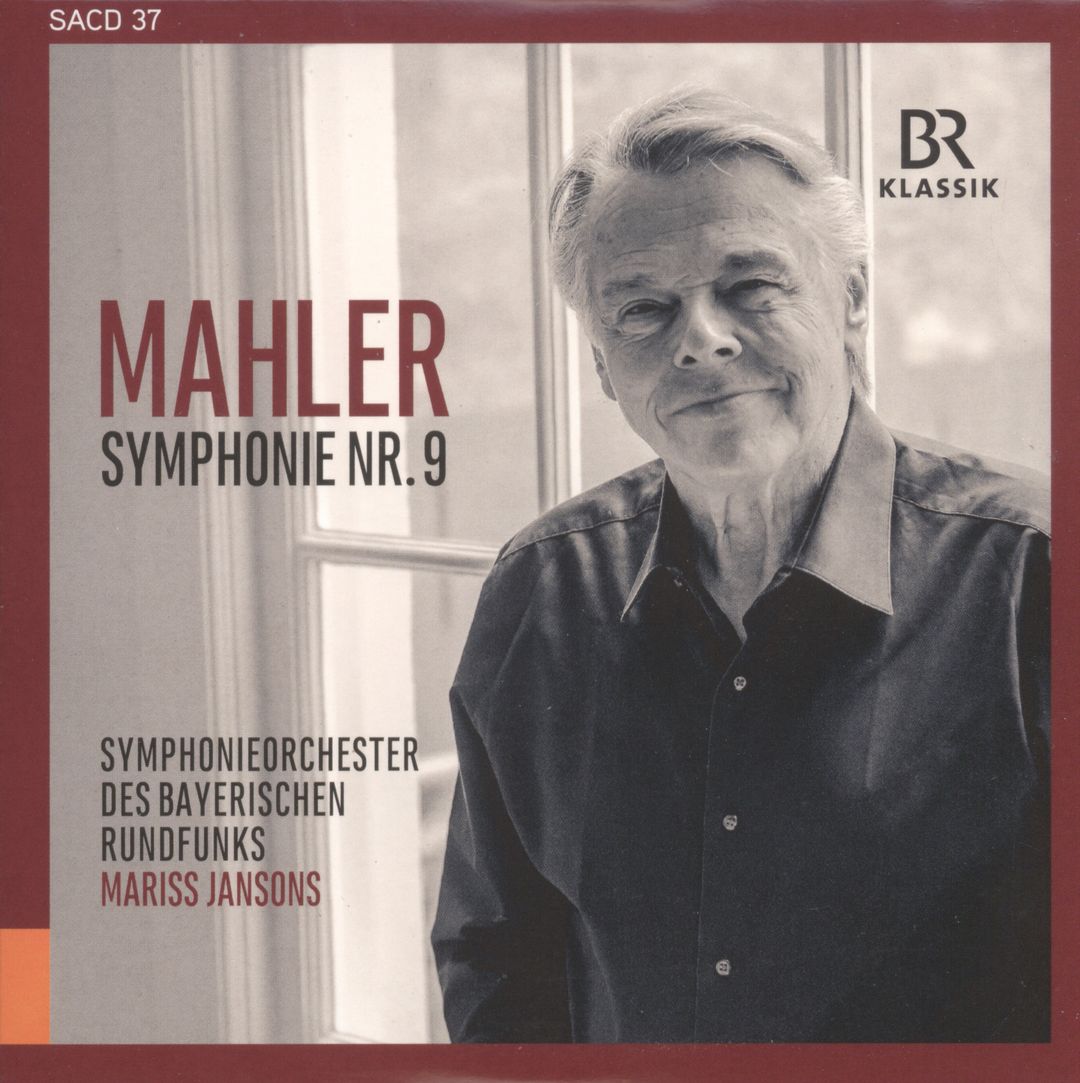 SACD 37
BR
KLASSIK
MAHLER
SYMPHONIE NR. 9
SYMPHONIEORCHESTER
DES BAYERISCHEN
RUNDFUNKS
MARISS JANSONS